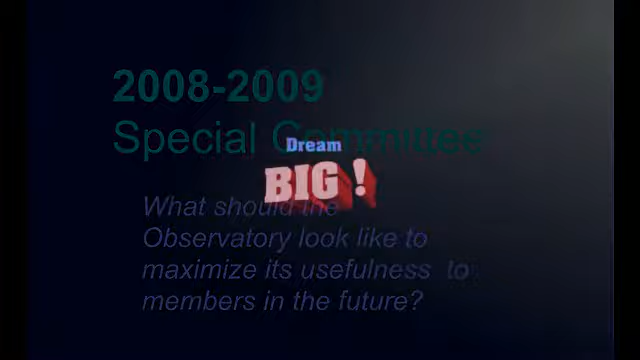 2008-2009
Special Committee
Dream
BIG !
What should the
Observatory look like to
maximize its usefulness to
members in the future?